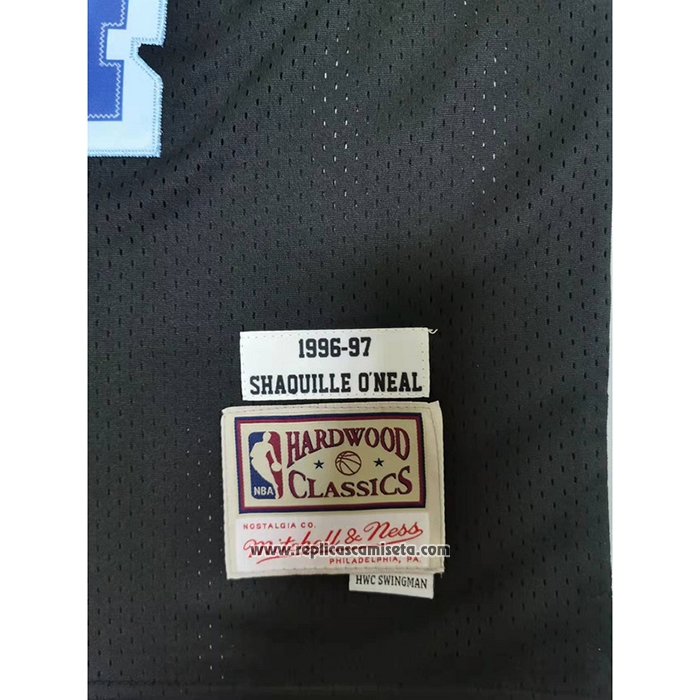 1996-97
SHAQUILLE O'NEAL
HARDWOOD
CLASSICS
NBA
NOSTALGIA CO.
Mitchell & Ness
www.replicascamiseta.com
PHILADELPHIA, PA.
HWC SWINGMAN